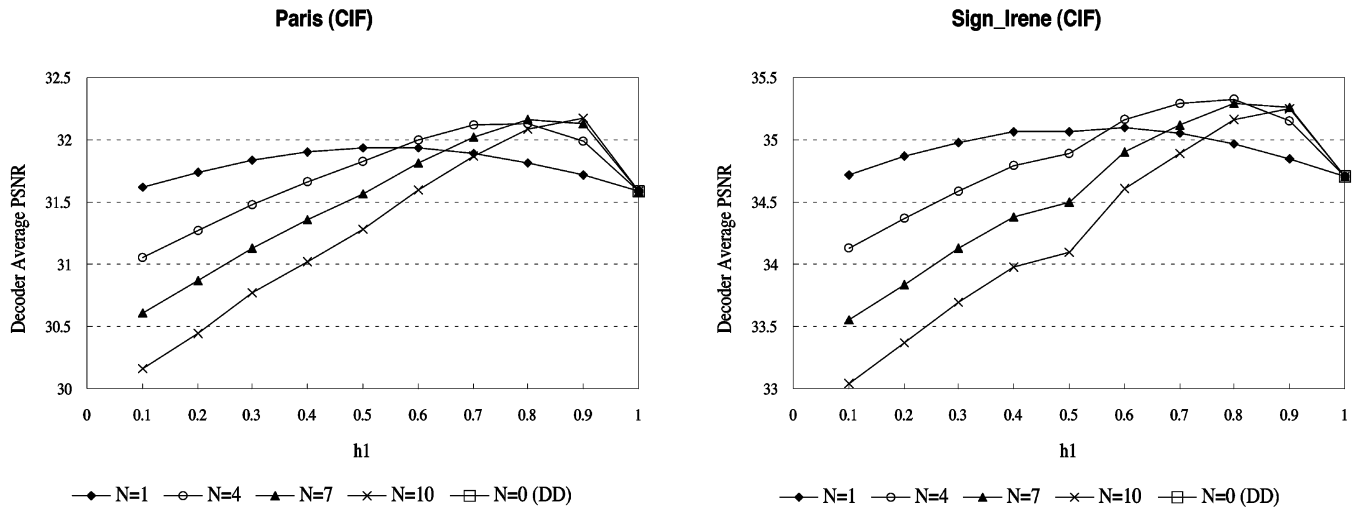 Paris (CIF)
Decoder Average PSNR
32.5
32
31.5
31
30.5
30
0 0.1 0.2 0.3 0.4 0.5 0.6 0.7 0.8 0.9 1
h1
N=1 N=4 N=7 N=10 N=0 (DD)
Sign_Irene (CIF)
Decoder Average PSNR
35.5
35
34.5
34
33.5
33
0 0.1 0.2 0.3 0.4 0.5 0.6 0.7 0.8 0.9 1
h1
N=1 N=4 N=7 N=10 N=0 (DD)